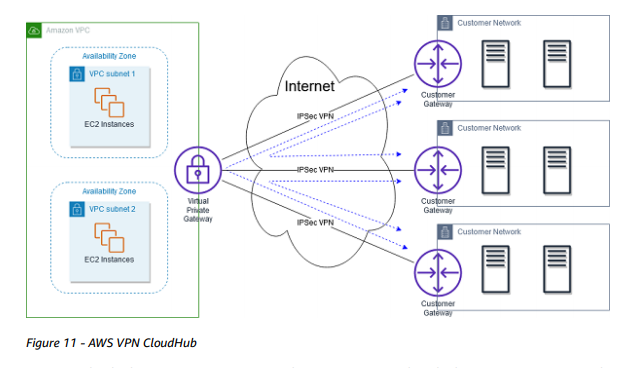 Amazon VPC
Availability Zone
VPC subnet 1
EC2 Instances
Availability Zone
VPC subnet 2
EC2 Instances
Virtual
Private
Gateway
Internet
IPSec VPN
IPSec VPN
IPSec VPN
Customer Network
Customer
Gateway
Customer Network
Customer
Gateway
Customer Network
Customer
Gateway
Figure 11 - AWS VPN CloudHub